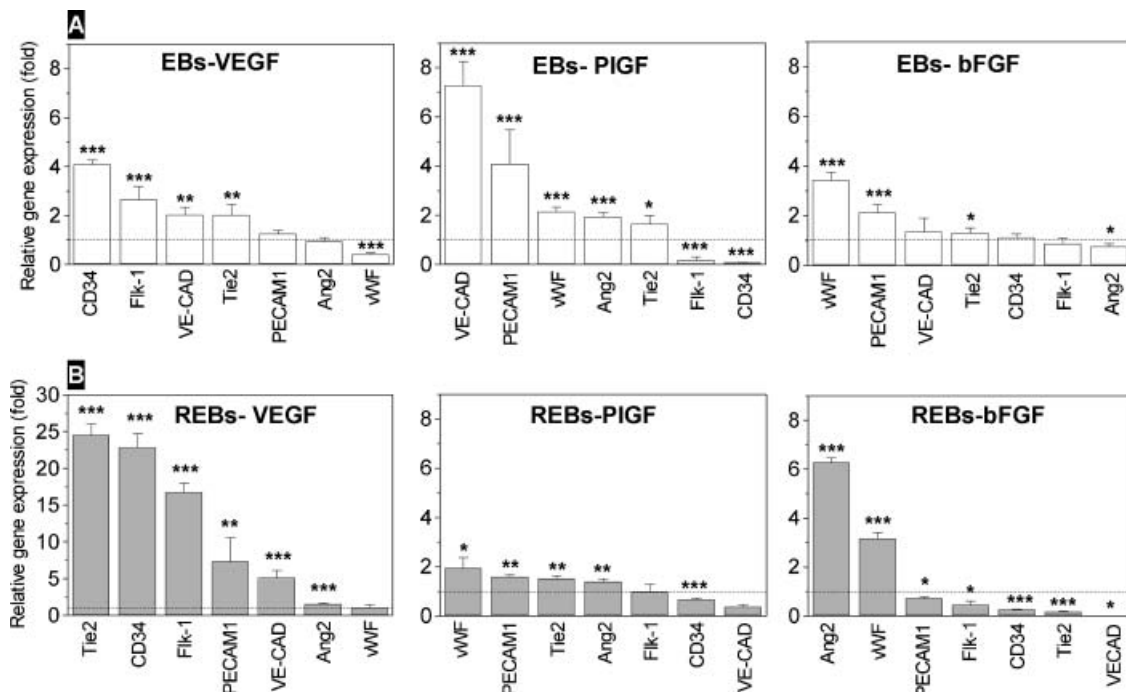 A
EBs-VEGF
EBs- PlGF
EBs- bFGF
Relative gene expression (fold)
8
6
4
2
0
*** *** ** ** ***
CD34 Flk-1 VE-CAD Tie2 PECAM1 Ang2 vWF
8
6
4
2
0
*** *** *** *** * *** ***
VE-CAD PECAM1 vWF Ang2 Tie2 Flk-1 CD34
8
6
4
2
0
*** *** * *
vWF PECAM1 VE-CAD Tie2 CD34 Flk-1 Ang2
B
REBs- VEGF
REBs-PlGF
REBs-bFGF
Relative gene expression (fold)
30
25
20
15
10
5
0
*** *** *** ** *** ***
Tie2 CD34 Flk-1 PECAM1 VE-CAD Ang2 vWF
8
6
4
2
0
* ** ** ** ***
vWF PECAM1 Tie2 Ang2 Flk-1 CD34 VE-CAD
8
6
4
2
0
*** *** * * *** *** *
Ang2 vWF PECAM1 Flk-1 CD34 Tie2 VECAD